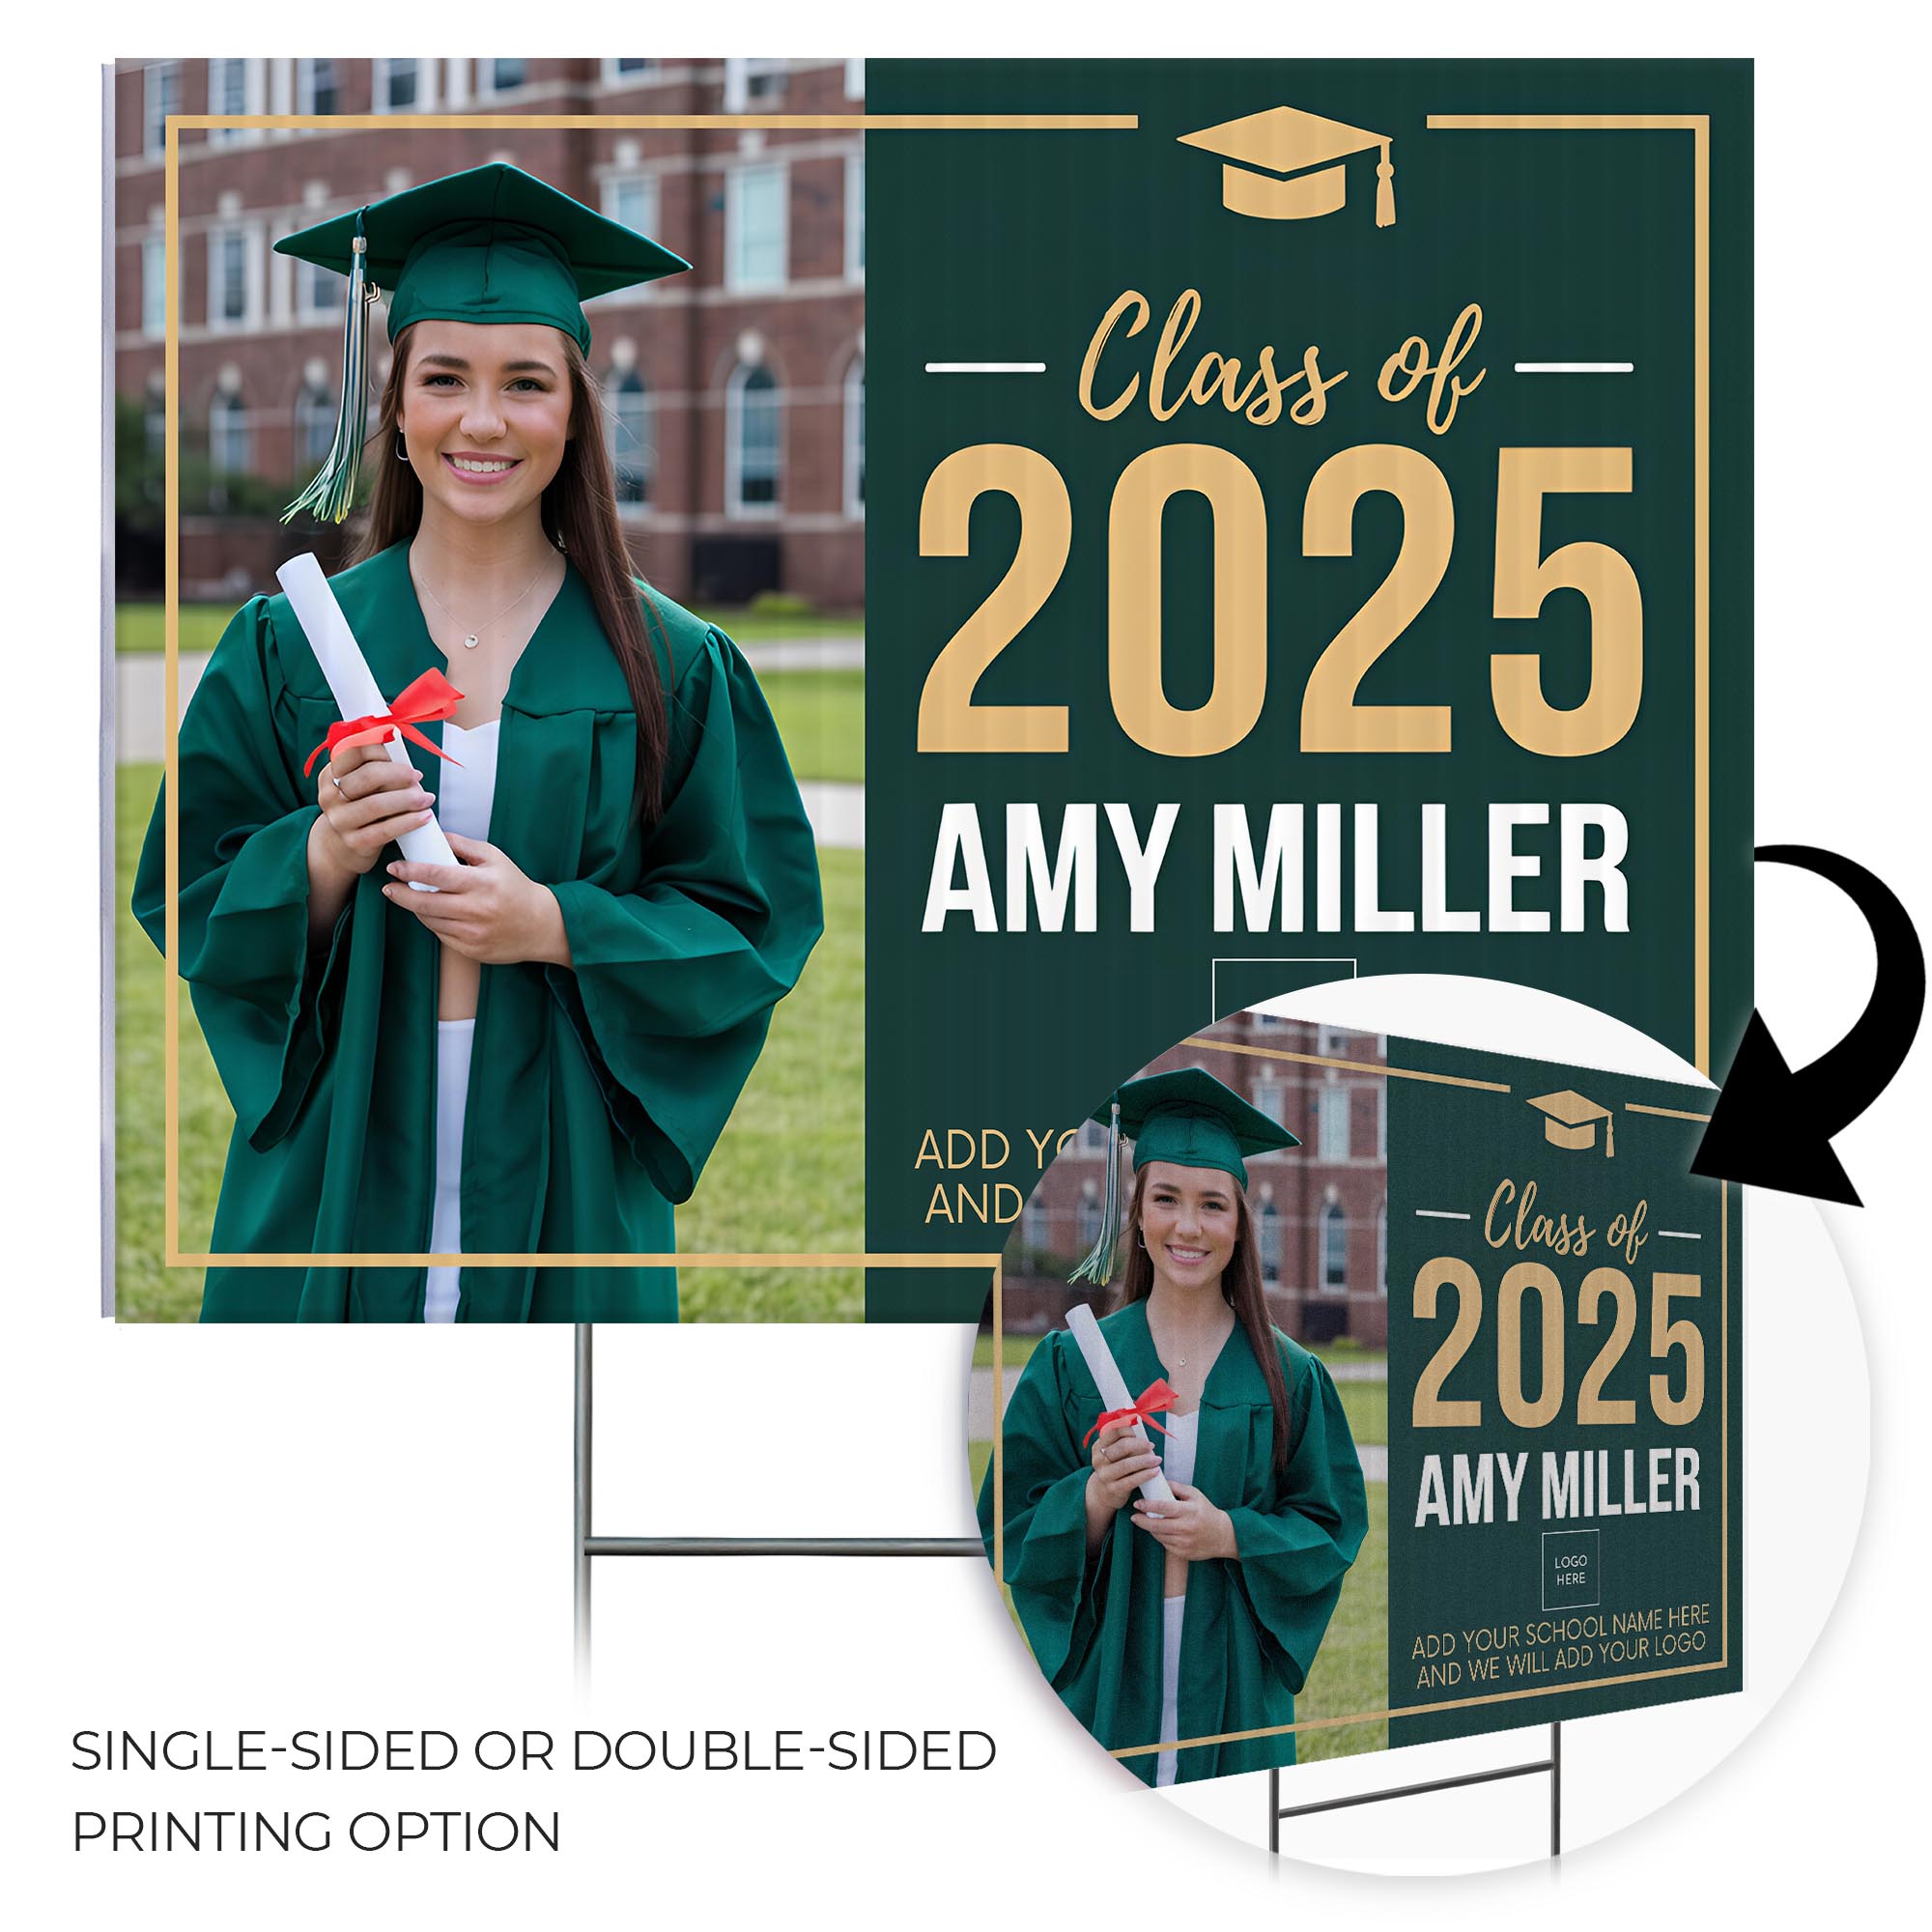 Class of
2025
AMY MILLER
ADD YO
AND
Class of
2025
AMY MILLER
LOGO
HERE
ADD YOUR SCHOOL NAME HERE
AND WE WILL ADD YOUR LOGO
SINGLE-SIDED OR DOUBLE-SIDED
PRINTING OPTION